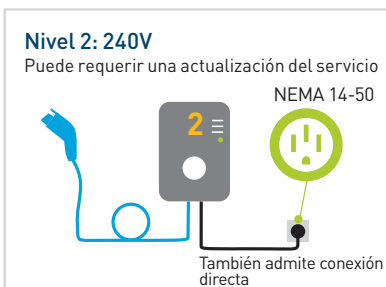 Nivel 2: 240V
Puede requerir una actualización del servicio
NEMA 14-50
2
También admite conexión
directa